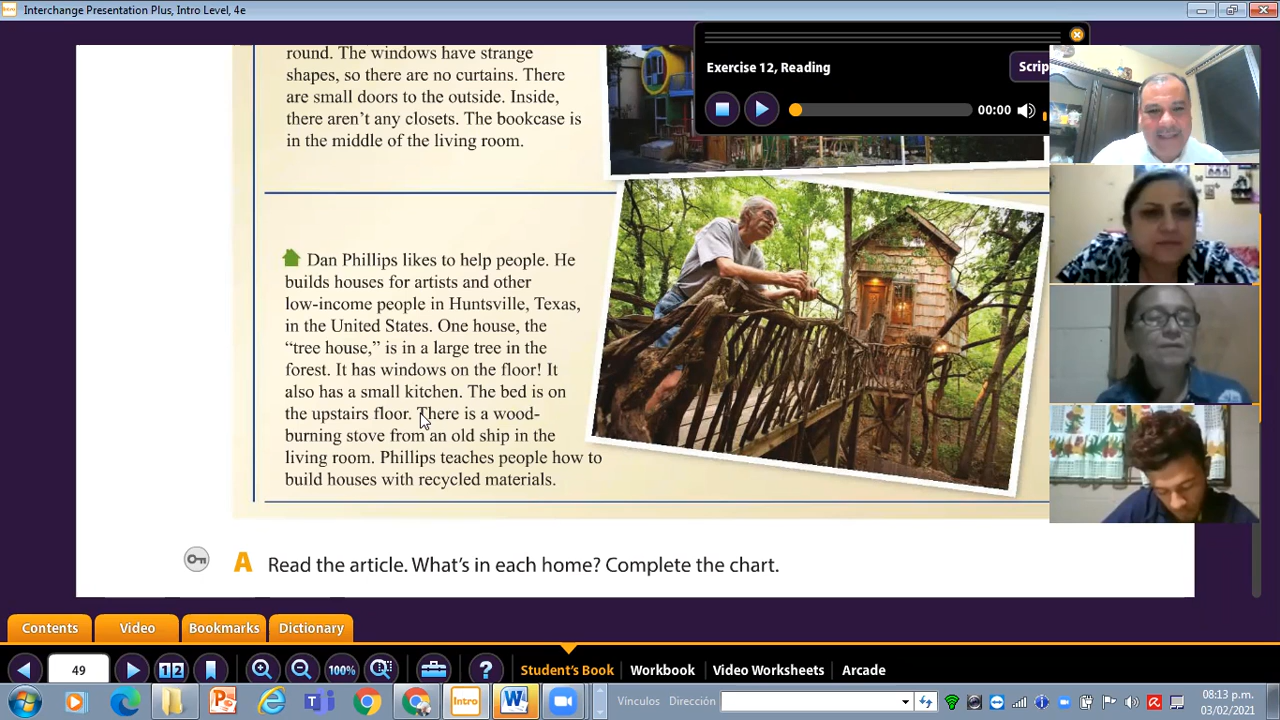 Interchange Presentation Plus, Intro Level, 4e
round. The windows have strange
shapes, so there are no curtains. There
are small doors to the outside. Inside,
there aren't any closets. The bookcase is
in the middle of the living room.
Exercise 12, Reading
Scrip
00:00
Dan Phillips likes to help people. He
builds houses for artists and other
low-income people in Huntsville, Texas,
in the United States. One house, the
“tree house,” is in a large tree in the
forest. It has windows on the floor! It
also has a small kitchen. The bed is on
the upstairs floor. There is a wood-
burning stove from an old ship in the
living room. Phillips teaches people how to
build houses with recycled materials.
A Read the article. What's in each home? Complete the chart.
Contents Video Bookmarks Dictionary
49 12 100% ? Student's Book Workbook Video Worksheets Arcade
Intro Vínculos Dirección 08:13 p.m.
03/02/2021